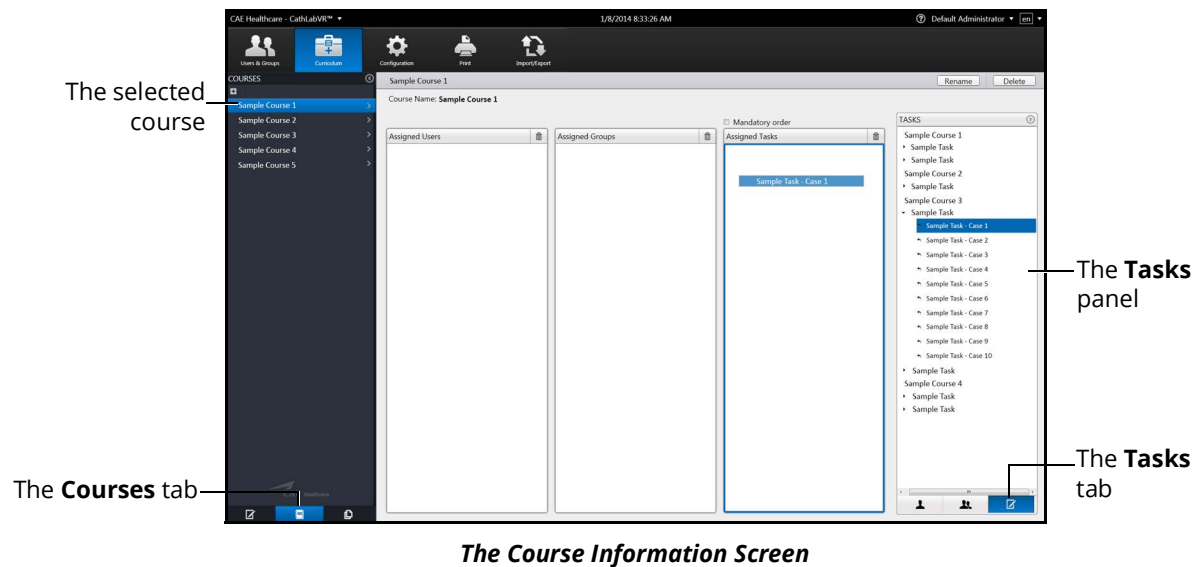 CAE Healthcare - CathLabVR™
1/8/2014 8:33:26 AM
Default Administrator
en
Users & Groups
Curriculum
Configuration
Print
Import/Export
COURSES
Sample Course 1
Sample Course 2
Sample Course 3
Sample Course 4
Sample Course 5
Sample Course 1
Rename
Delete
Course Name: Sample Course 1
Mandatory order
Assigned Users
Assigned Groups
Assigned Tasks
Sample Task - Case 1
TASKS
Sample Course 1
Sample Task
Sample Task
Sample Course 2
Sample Task
Sample Course 3
Sample Task
Sample Task - Case 1
Sample Task - Case 2
Sample Task - Case 3
Sample Task - Case 4
Sample Task - Case 5
Sample Task - Case 6
Sample Task - Case 7
Sample Task - Case 8
Sample Task - Case 9
Sample Task - Case 10
Sample Task
Sample Course 4
Sample Task
Sample Task
The selected
course
The Courses tab
The Tasks
panel
The Tasks
tab
The Course Information Screen